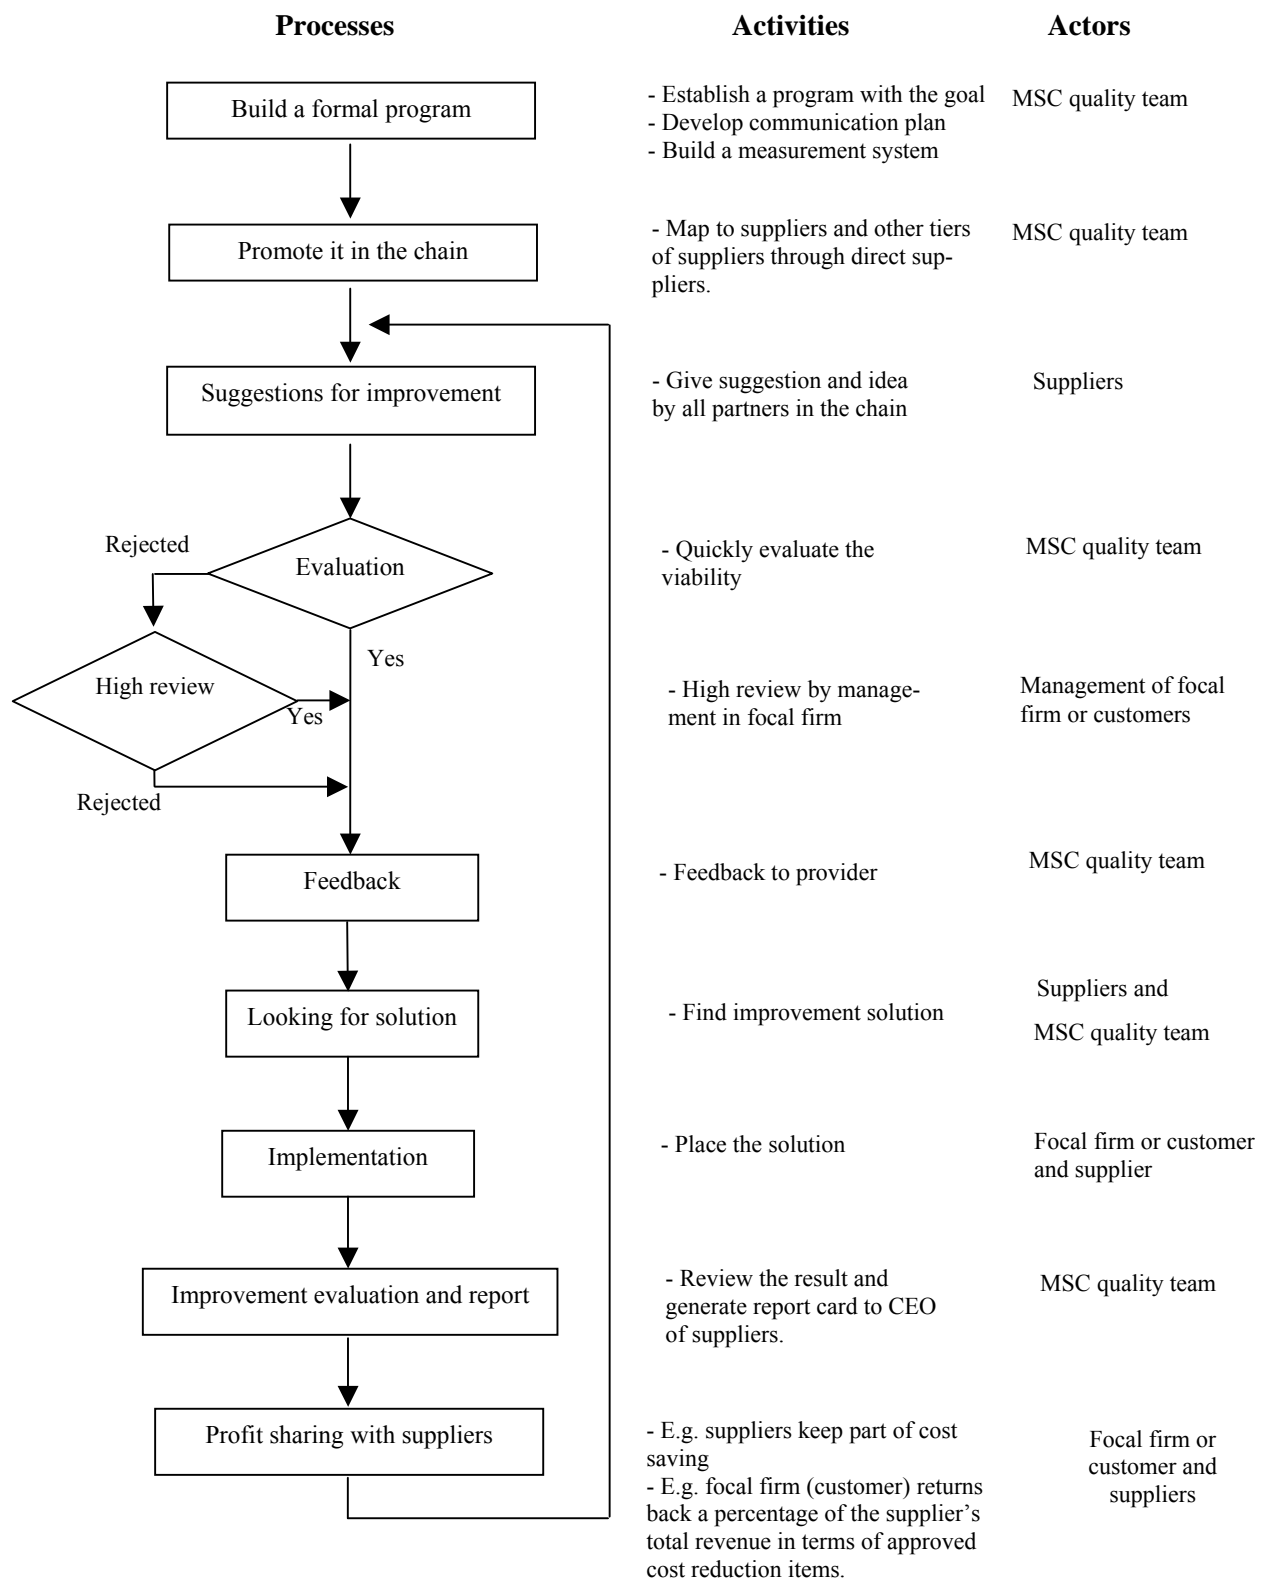 Processes
Activities
Actors
Build a formal program
- Establish a program with the goal
- Develop communication plan
- Build a measurement system
MSC quality team
Promote it in the chain
- Map to suppliers and other tiers
of suppliers through direct sup-
pliers.
MSC quality team
Suggestions for improvement
- Give suggestion and idea
by all partners in the chain
Suppliers
Rejected
Evaluation
- Quickly evaluate the
viability
MSC quality team
Yes
High review
Yes
- High review by manage-
ment in focal firm
Management of focal
firm or customers
Rejected
Feedback
- Feedback to provider
MSC quality team
Looking for solution
- Find improvement solution
Suppliers and
MSC quality team
Implementation
- Place the solution
Focal firm or customer
and supplier
Improvement evaluation and report
- Review the result and
generate report card to CEO
of suppliers.
MSC quality team
Profit sharing with suppliers
- E.g. suppliers keep part of cost
saving
- E.g. focal firm (customer) returns
back a percentage of the supplier’s
total revenue in terms of approved
cost reduction items.
Focal firm or
customer and
suppliers